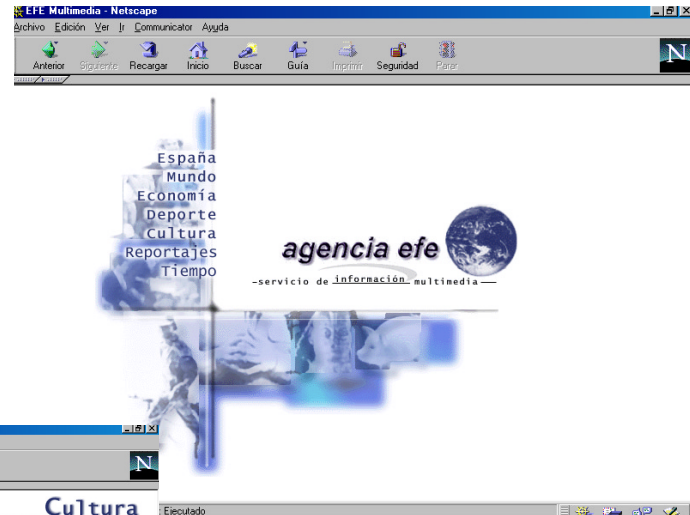 EFE Multimedia - Netscape
Archivo Edición Ver Ir Communicator Ayuda
Anterior Siguiente Recargar Inicio Buscar Guía Imprimir Seguridad Parar
N
España
Mundo
Economía
Deporte
Cultura
Reportajes
Tiempo
agencia efe
-servicio de información multimedia
N
Cultura
: Ejecutado